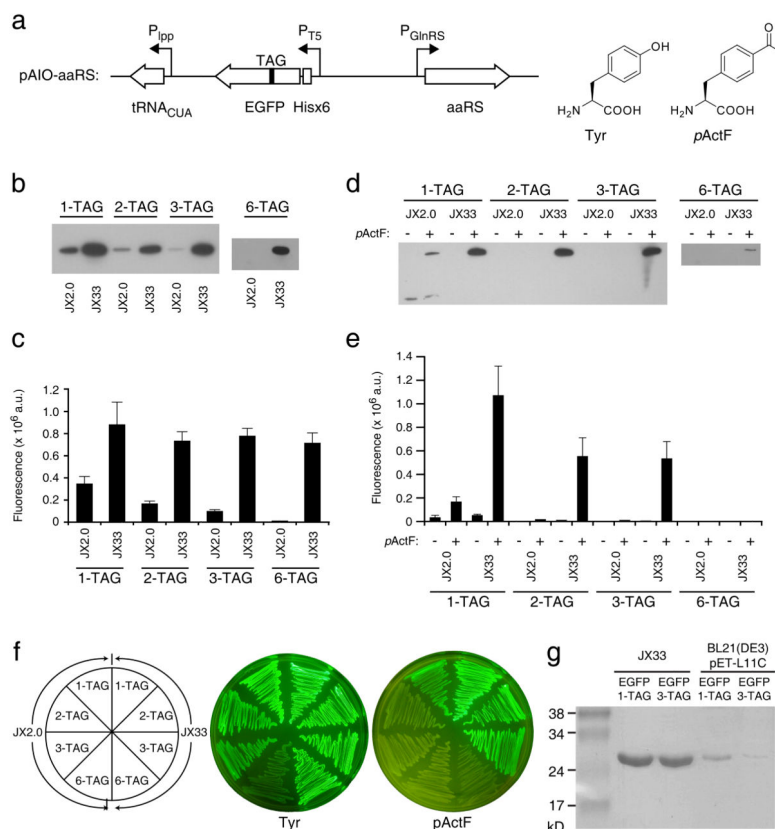 a
P_lpp P_T5 P_GlnRS
TAG
pAIO-aaRS:
tRNA_CUA EGFP Hisx6 aaRS
OH
H₂N COOH
Tyr
O
H₂N COOH
pActF
b
1-TAG 2-TAG 3-TAG 6-TAG
JX2.0 JX33 JX2.0 JX33 JX2.0 JX33 JX2.0 JX33
d
1-TAG 2-TAG 3-TAG 6-TAG
JX2.0 JX33 JX2.0 JX33 JX2.0 JX33 JX2.0 JX33
pActF: - + - + - + - + - + - + - + - +
c
Fluorescence (x 10⁶ a.u.)
1.2
1.0
0.8
0.6
0.4
0.2
0
JX2.0 JX33 JX2.0 JX33 JX2.0 JX33 JX2.0 JX33
1-TAG 2-TAG 3-TAG 6-TAG
e
Fluorescence (x 10⁶ a.u.)
1.4
1.2
1.0
0.8
0.6
0.4
0.2
0
pActF: - + - + - + - + - + - + - + - +
JX2.0 JX33 JX2.0 JX33 JX2.0 JX33 JX2.0 JX33
1-TAG 2-TAG 3-TAG 6-TAG
f
1-TAG 1-TAG
2-TAG 2-TAG
JX2.0 JX33
3-TAG 3-TAG
6-TAG 6-TAG
Tyr pActF
g
BL21(DE3)
JX33 pET-L11C
EGFP EGFP EGFP EGFP
1-TAG 3-TAG 1-TAG 3-TAG
38
34
24
17
kD